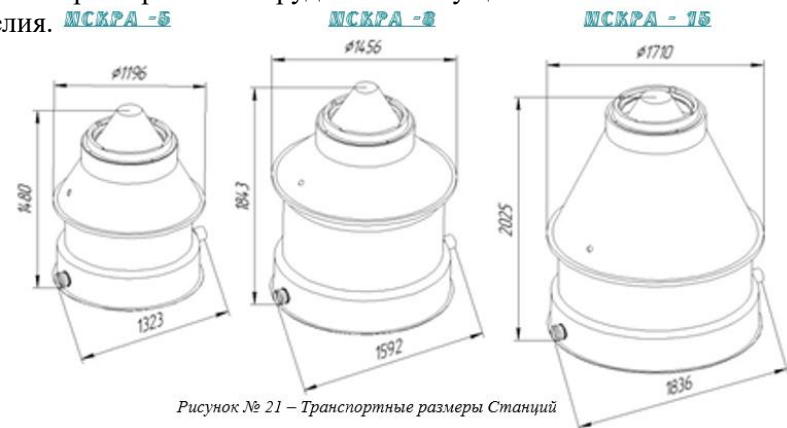 елия. ИСКРА -5 ИСКРА -8 ИСКРА - 15
ø1196 ø1456 ø1710
1480 1843 2025
1323 1592 1836
Рисунок № 21 – Транспортные размеры Станций